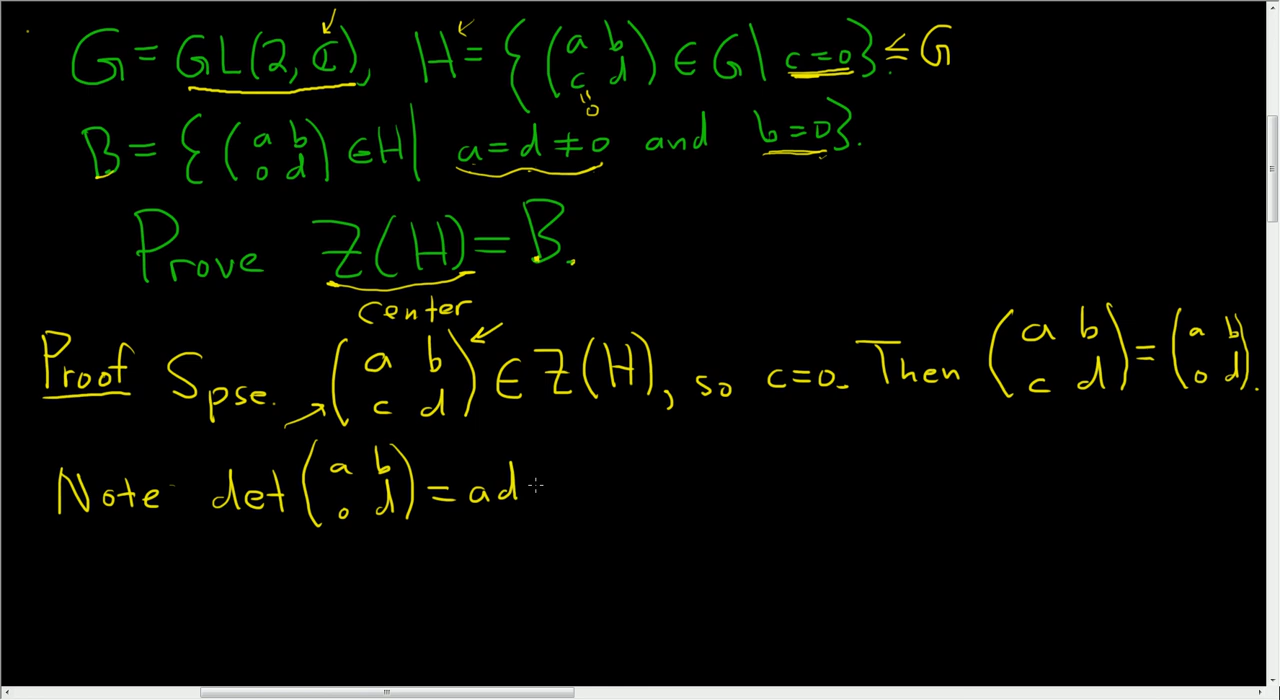 G = GL(2, ℂ), H = { ( a b c d ) ∈ G | c=0 } ≤ G
"0
B = { ( a b 0 d ) ∈ H | a = d ≠ 0 and b = 0 }.
Prove Z(H) = B.
center
Proof Spse. ( a b c d ) ∈ Z(H), so c=0. Then ( a b c d ) = ( a b 0 d ).
Note det ( a b 0 d ) = ad